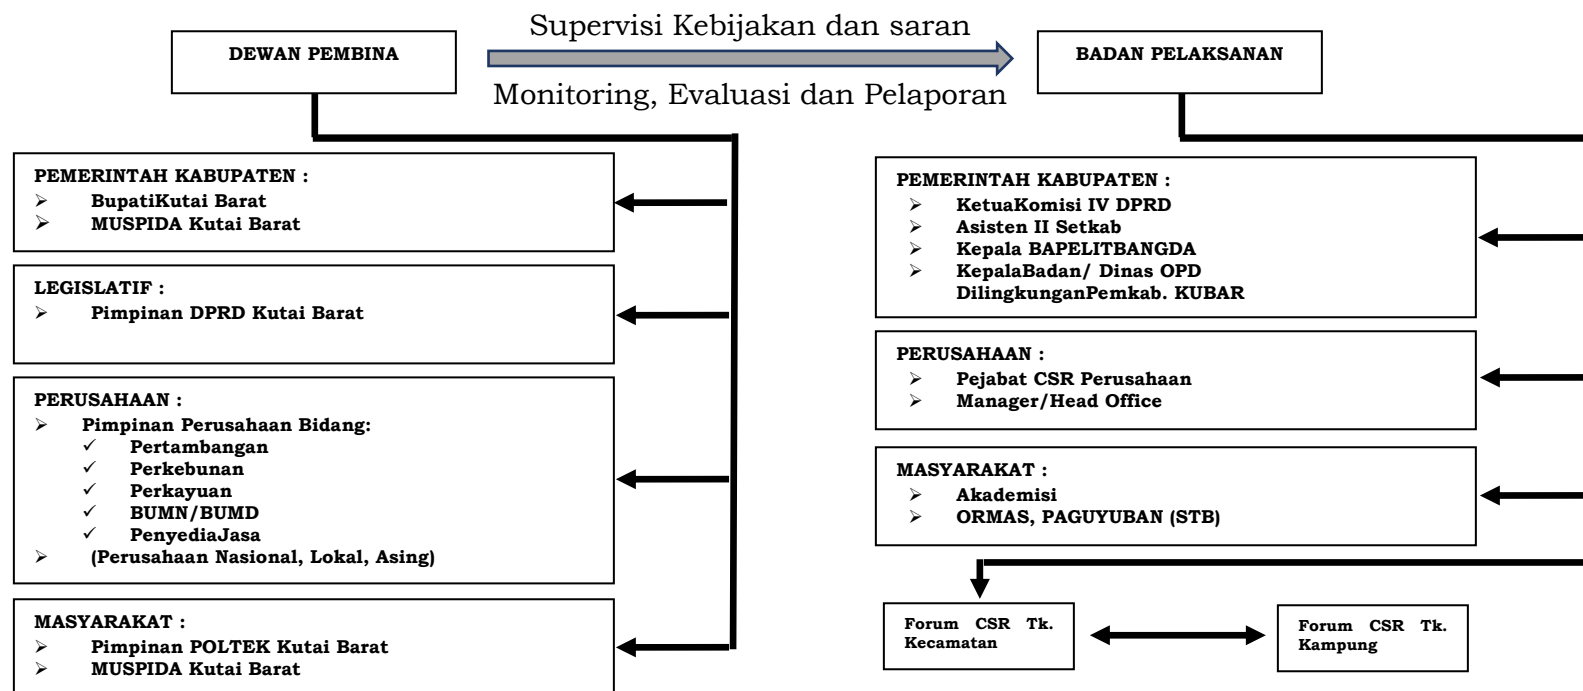 Supervisi Kebijakan dan saran
DEWAN PEMBINA
BADAN PELAKSANAN
Monitoring, Evaluasi dan Pelaporan
PEMERINTAH KABUPATEN :
➢ BupatiKutai Barat
➢ MUSPIDA Kutai Barat
LEGISLATIF :
➢ Pimpinan DPRD Kutai Barat
PERUSAHAAN :
➢ Pimpinan Perusahaan Bidang:
✓ Pertambangan
✓ Perkebunan
✓ Perkayuan
✓ BUMN/BUMD
✓ PenyediaJasa
➢ (Perusahaan Nasional, Lokal, Asing)
MASYARAKAT :
➢ Pimpinan POLTEK Kutai Barat
➢ MUSPIDA Kutai Barat
PEMERINTAH KABUPATEN :
➢ KetuaKomisi IV DPRD
➢ Asisten II Setkab
➢ Kepala BAPELITBANGDA
➢ KepalaBadan/ Dinas OPD
DilingkunganPemkab. KUBAR
PERUSAHAAN :
➢ Pejabat CSR Perusahaan
➢ Manager/Head Office
MASYARAKAT :
➢ Akademisi
➢ ORMAS, PAGUYUBAN (STB)
Forum CSR Tk.
Kecamatan
Forum CSR Tk.
Kampung